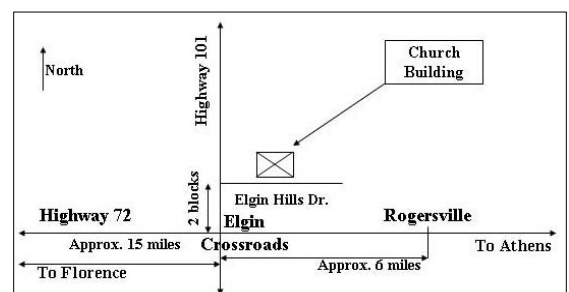 Church
Building
North
Highway 101
2 blocks
Elgin Hills Dr.
Highway 72
Elgin
Crossroads
Rogersville
Approx. 15 miles
To Athens
To Florence
Approx. 6 miles